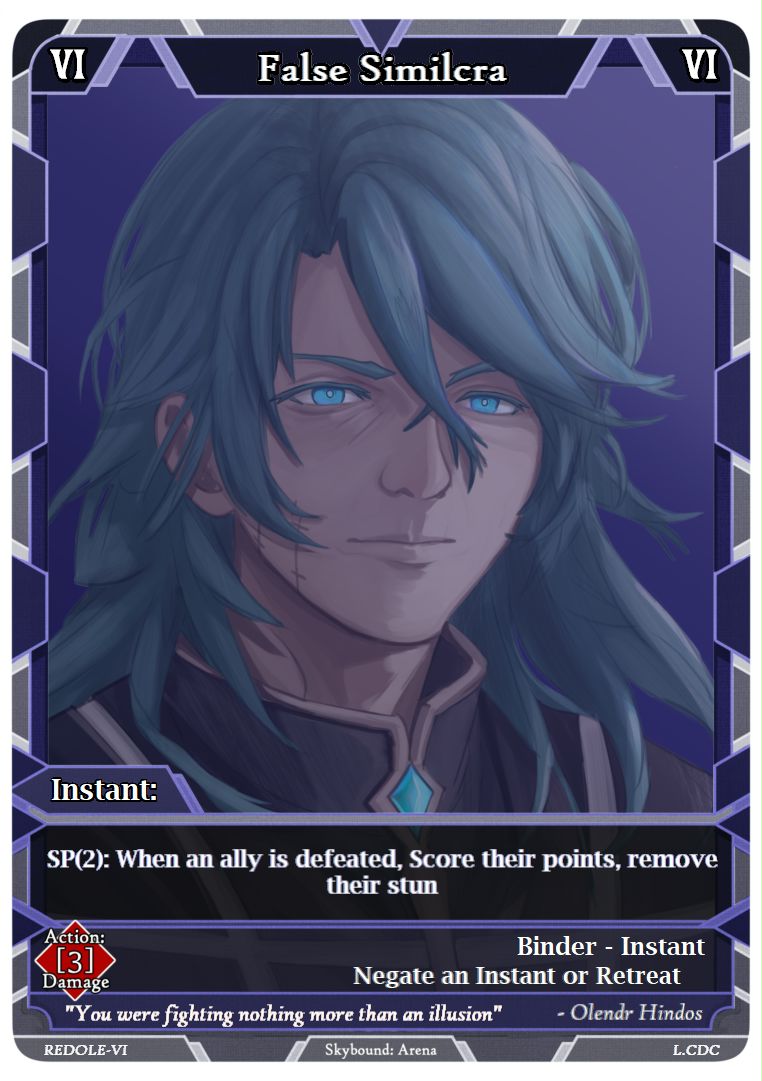 VI False Similcra VI
Instant:
SP(2): When an ally is defeated, Score their points, remove
their stun
Action:
[3]
Damage
Binder - Instant
Negate an Instant or Retreat
"You were fighting nothing more than an illusion" - Olendr Hindos
REDOLE-VI Skybound: Arena L.CDC